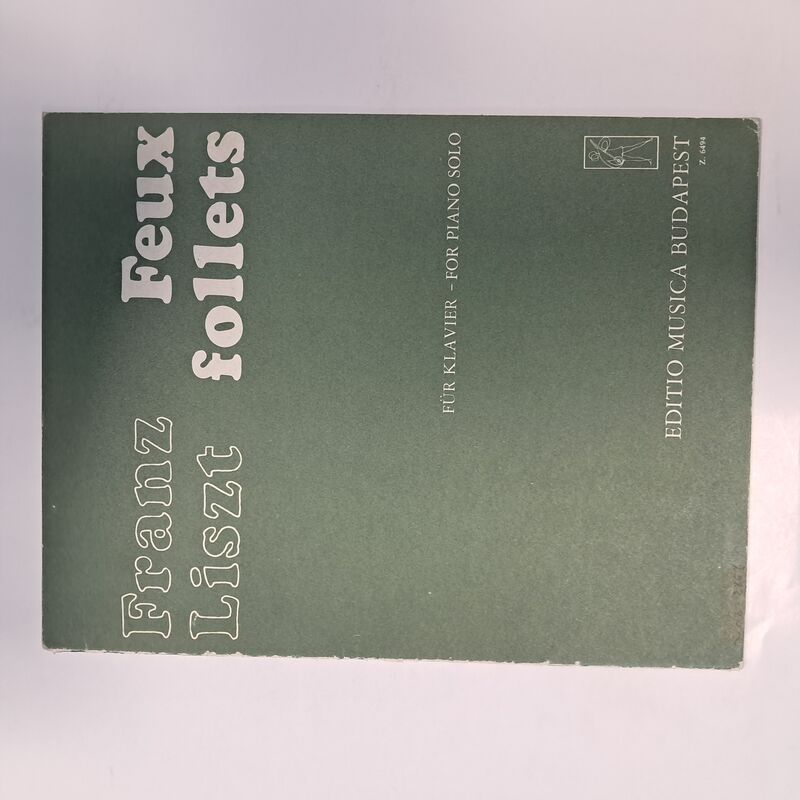 Franz Feux
Liszt follets
FÜR KLAVIER – FOR PIANO SOLO
EDITIO MUSICA BUDAPEST
Z. 6494